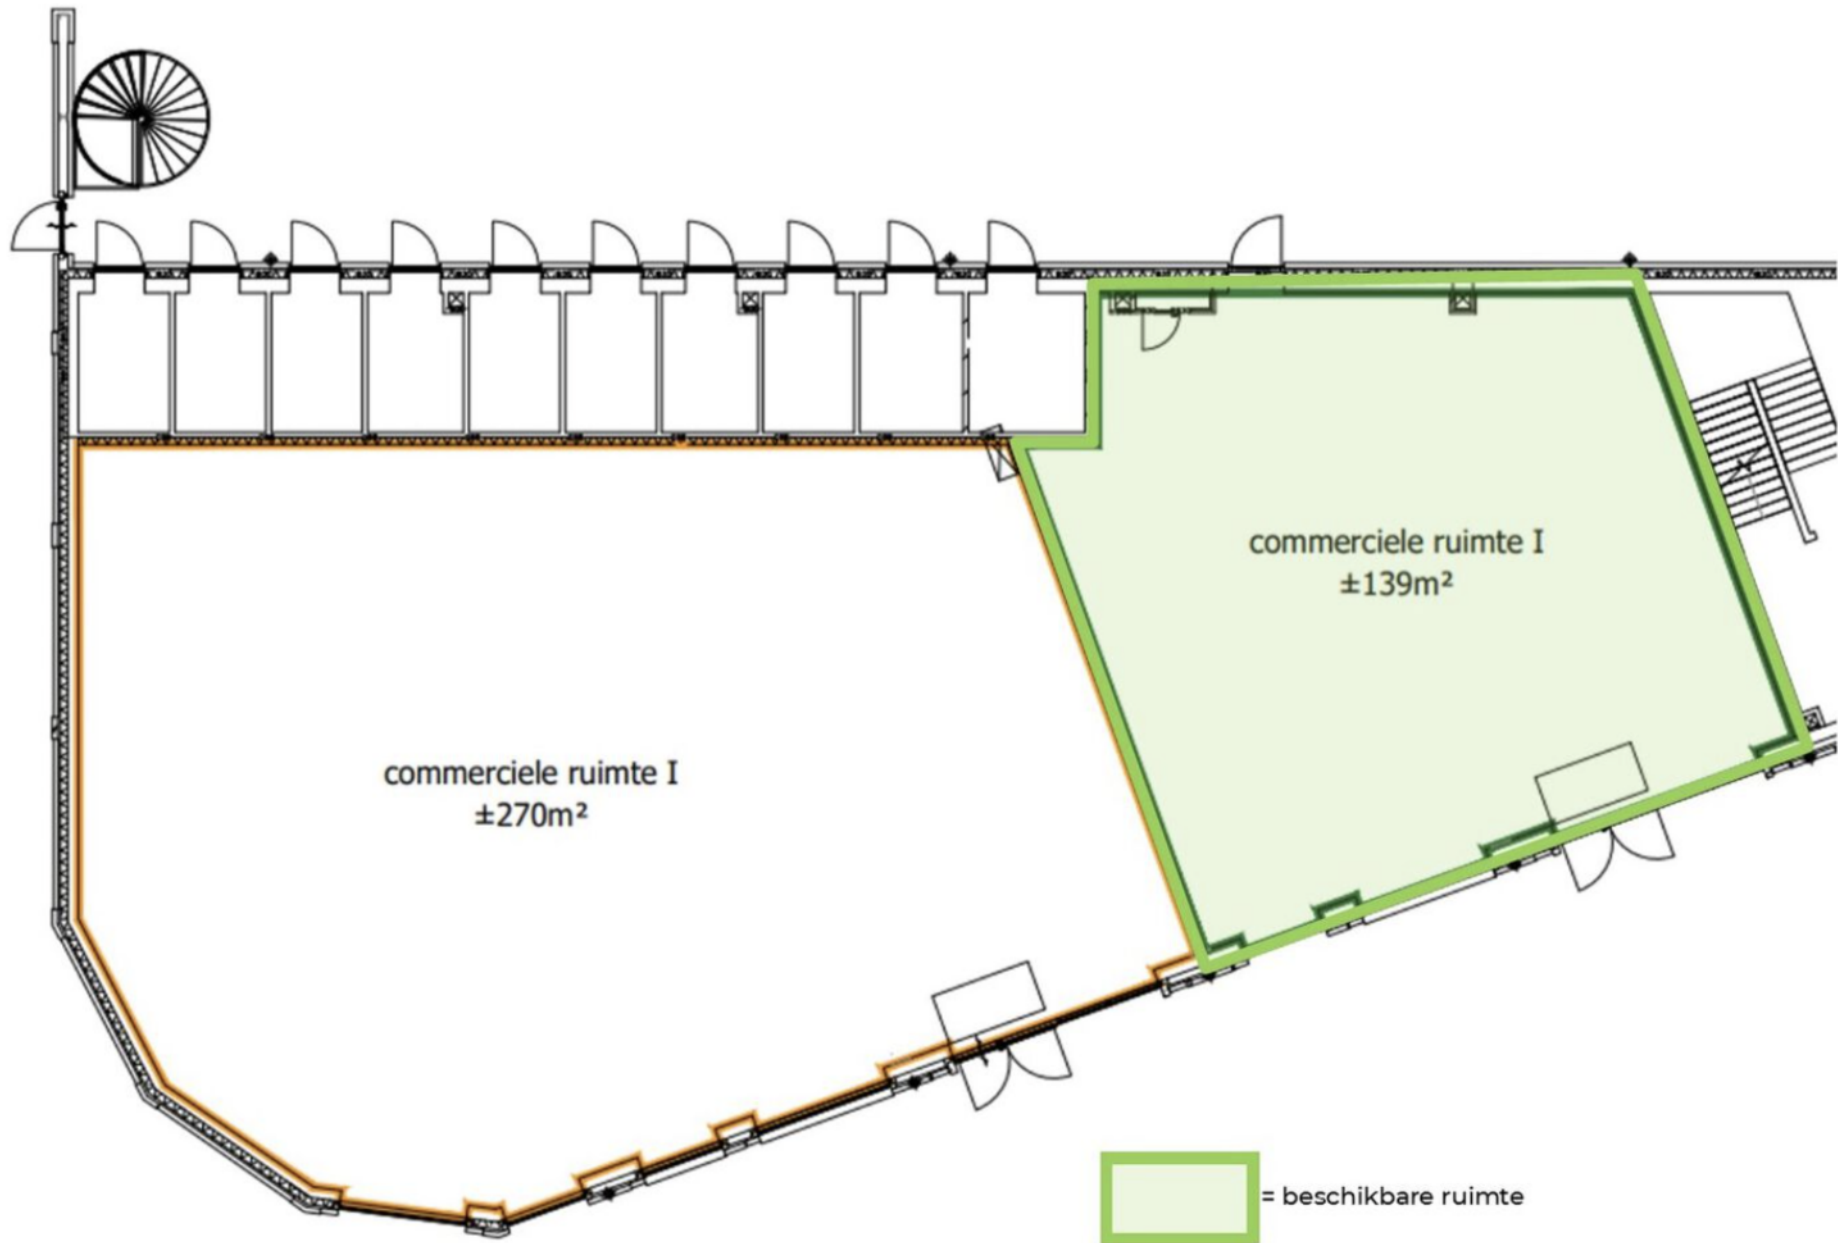 commerciele ruimte I
±139m²
commerciele ruimte I
±270m²
= beschikbare ruimte